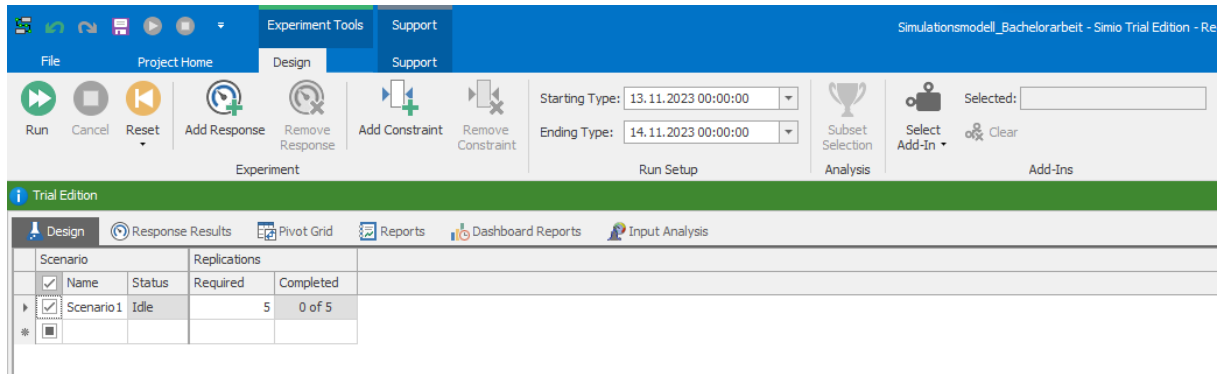 Experiment Tools Support Simulationsmodell_Bachelorarbeit - Simio Trial Edition - Re
File Project Home Design Support
Run Cancel Reset Add Response Remove Response Add Constraint Remove Constraint
Starting Type: 13.11.2023 00:00:00
Ending Type: 14.11.2023 00:00:00
Subset Selection
Select Add-In
Selected:
Clear
Experiment Run Setup Analysis Add-Ins
Trial Edition
Design Response Results Pivot Grid Reports Dashboard Reports Input Analysis
Scenario Replications
Name Status Required Completed
Scenario1 Idle 5 0 of 5